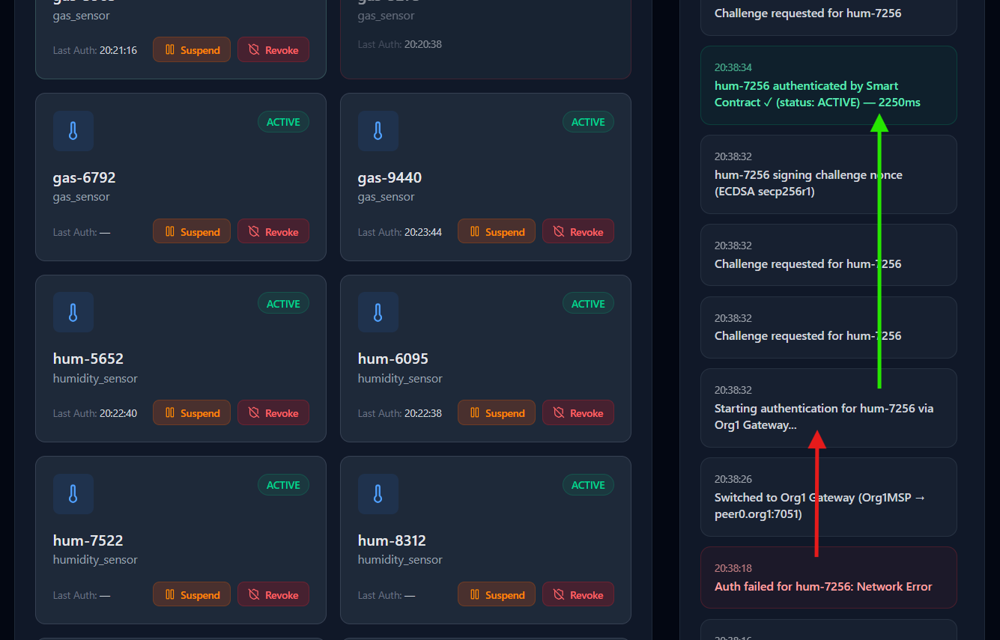 gas_sensor
Last Auth: 20:21:16
Suspend
Revoke
gas_sensor
Last Auth: 20:20:38
ACTIVE
gas-6792
gas_sensor
Last Auth: —
Suspend
Revoke
ACTIVE
gas-9440
gas_sensor
Last Auth: 20:23:44
Suspend
Revoke
ACTIVE
hum-5652
humidity_sensor
Last Auth: 20:22:40
Suspend
Revoke
ACTIVE
hum-6095
humidity_sensor
Last Auth: 20:22:38
Suspend
Revoke
ACTIVE
hum-7522
humidity_sensor
Last Auth: —
Suspend
Revoke
ACTIVE
hum-8312
humidity_sensor
Last Auth: —
Suspend
Revoke
Challenge requested for hum-7256
20:38:34
hum-7256 authenticated by Smart
Contract ✓ (status: ACTIVE) — 2250ms
20:38:32
hum-7256 signing challenge nonce
(ECDSA secp256r1)
20:38:32
Challenge requested for hum-7256
20:38:32
Challenge requested for hum-7256
20:38:32
Starting authentication for hum-7256 via
Org1 Gateway...
20:38:26
Switched to Org1 Gateway (Org1MSP →
peer0.org1:7051)
20:38:18
Auth failed for hum-7256: Network Error